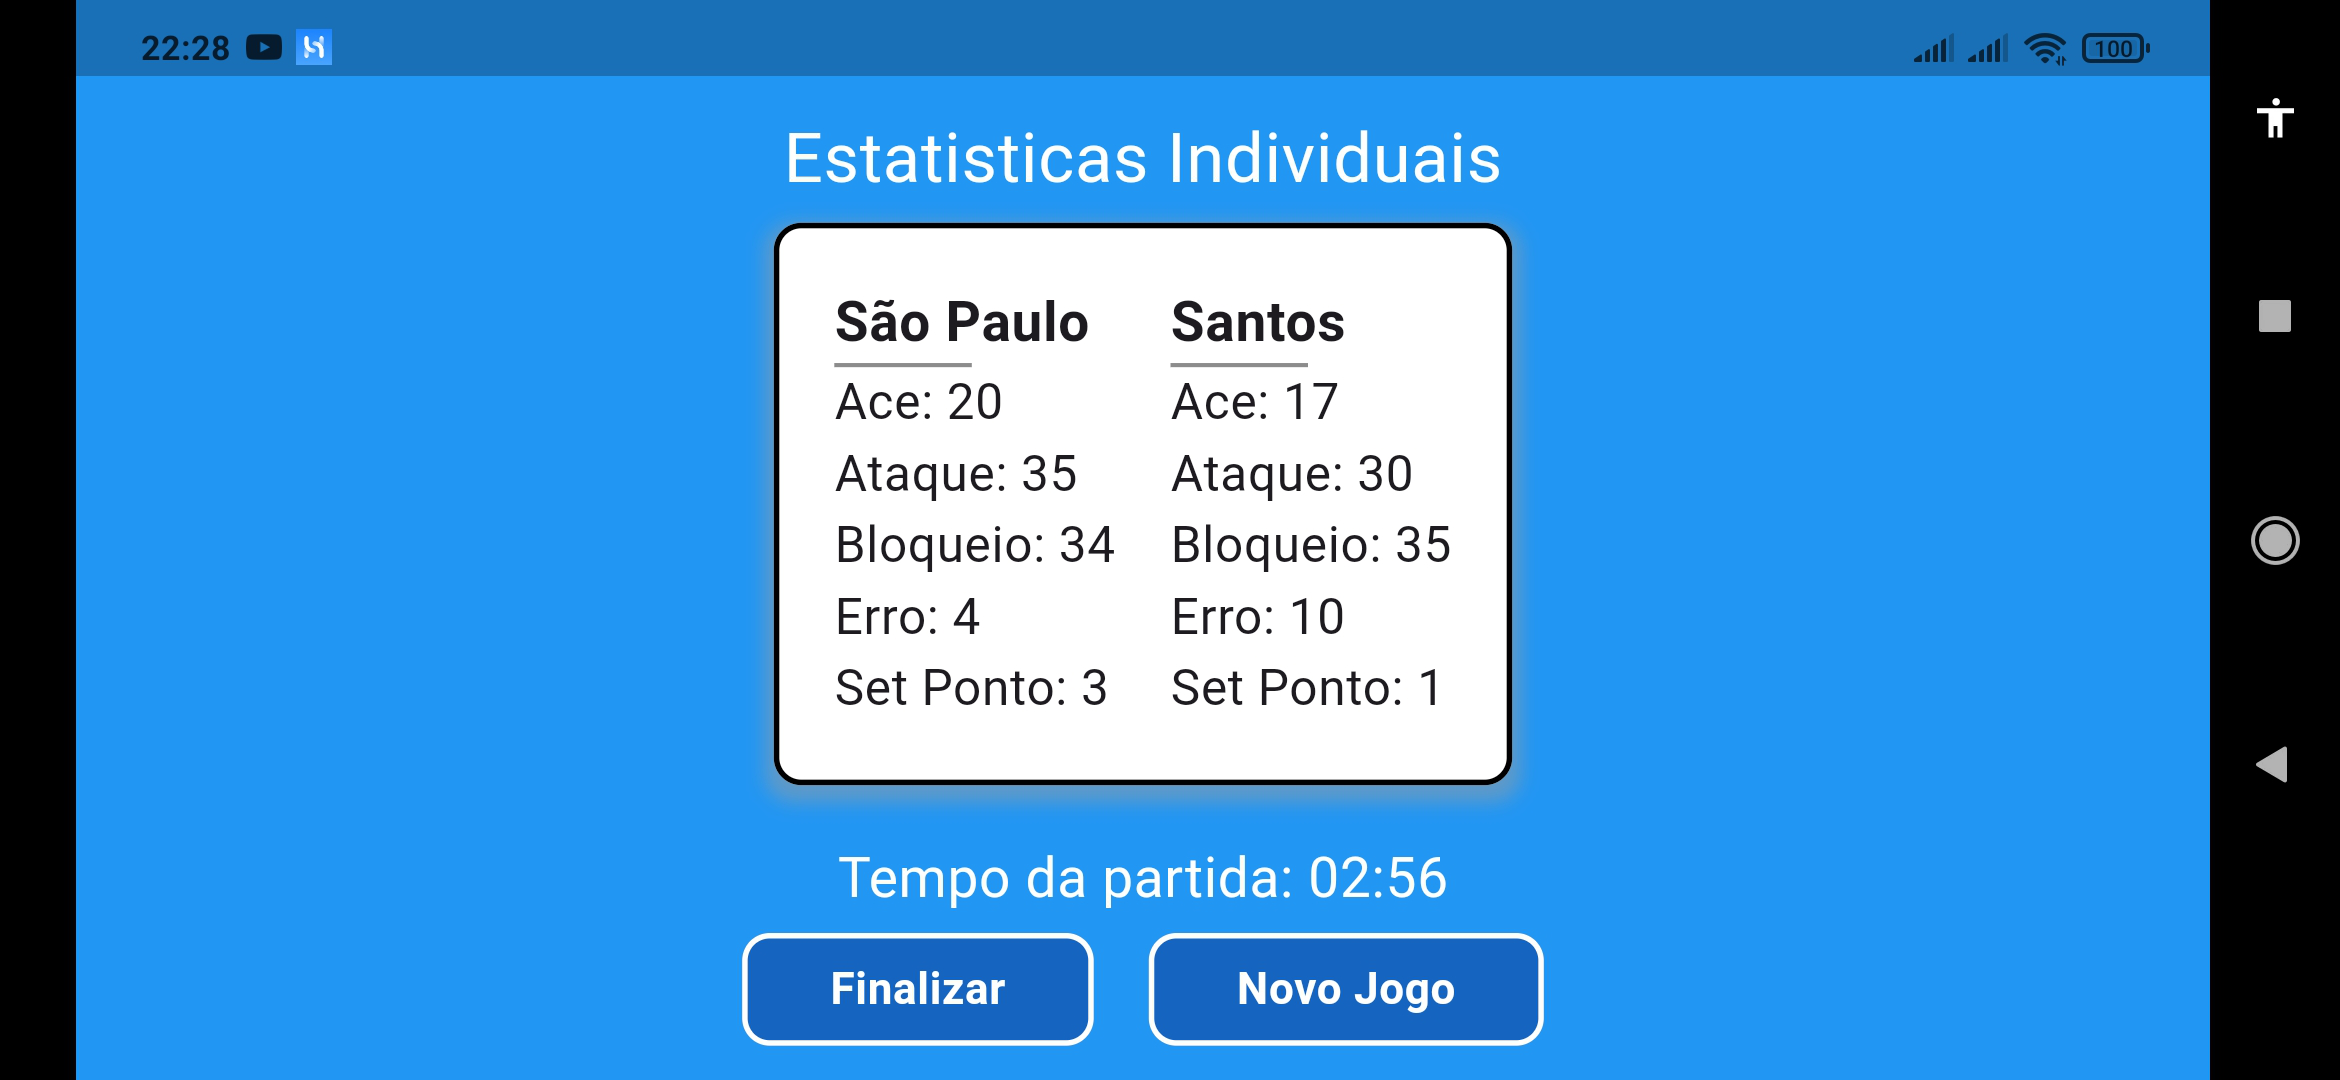 22:28
100
Estatisticas Individuais
São Paulo
Ace: 20
Ataque: 35
Bloqueio: 34
Erro: 4
Set Ponto: 3
Santos
Ace: 17
Ataque: 30
Bloqueio: 35
Erro: 10
Set Ponto: 1
Tempo da partida: 02:56
Finalizar
Novo Jogo